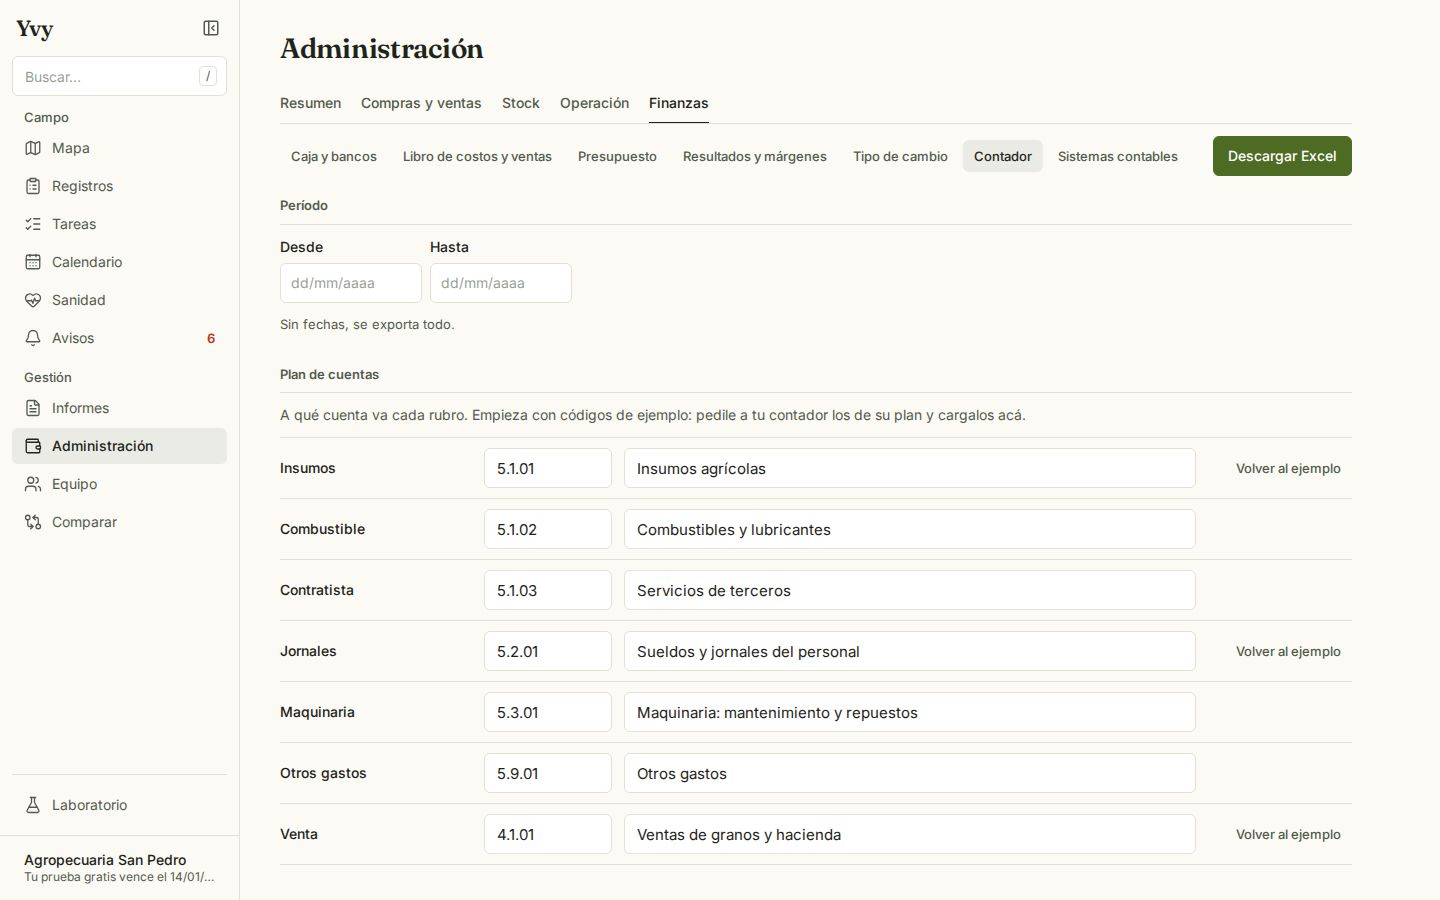 Yvy
Buscar...
/
Campo
Mapa
Registros
Tareas
Calendario
Sanidad
Avisos 6
Gestión
Informes
Administración
Equipo
Comparar
Laboratorio
Agropecuaria San Pedro
Tu prueba gratis vence el 14/01/...
Administración
Resumen Compras y ventas Stock Operación Finanzas
Caja y bancos Libro de costos y ventas Presupuesto Resultados y márgenes Tipo de cambio Contador Sistemas contables Descargar Excel
Período
Desde Hasta
dd/mm/aaaa dd/mm/aaaa
Sin fechas, se exporta todo.
Plan de cuentas
A qué cuenta va cada rubro. Empieza con códigos de ejemplo: pedile a tu contador los de su plan y cargalos acá.
Insumos 5.1.01 Insumos agrícolas Volver al ejemplo
Combustible 5.1.02 Combustibles y lubricantes
Contratista 5.1.03 Servicios de terceros
Jornales 5.2.01 Sueldos y jornales del personal Volver al ejemplo
Maquinaria 5.3.01 Maquinaria: mantenimiento y repuestos
Otros gastos 5.9.01 Otros gastos
Venta 4.1.01 Ventas de granos y hacienda Volver al ejemplo